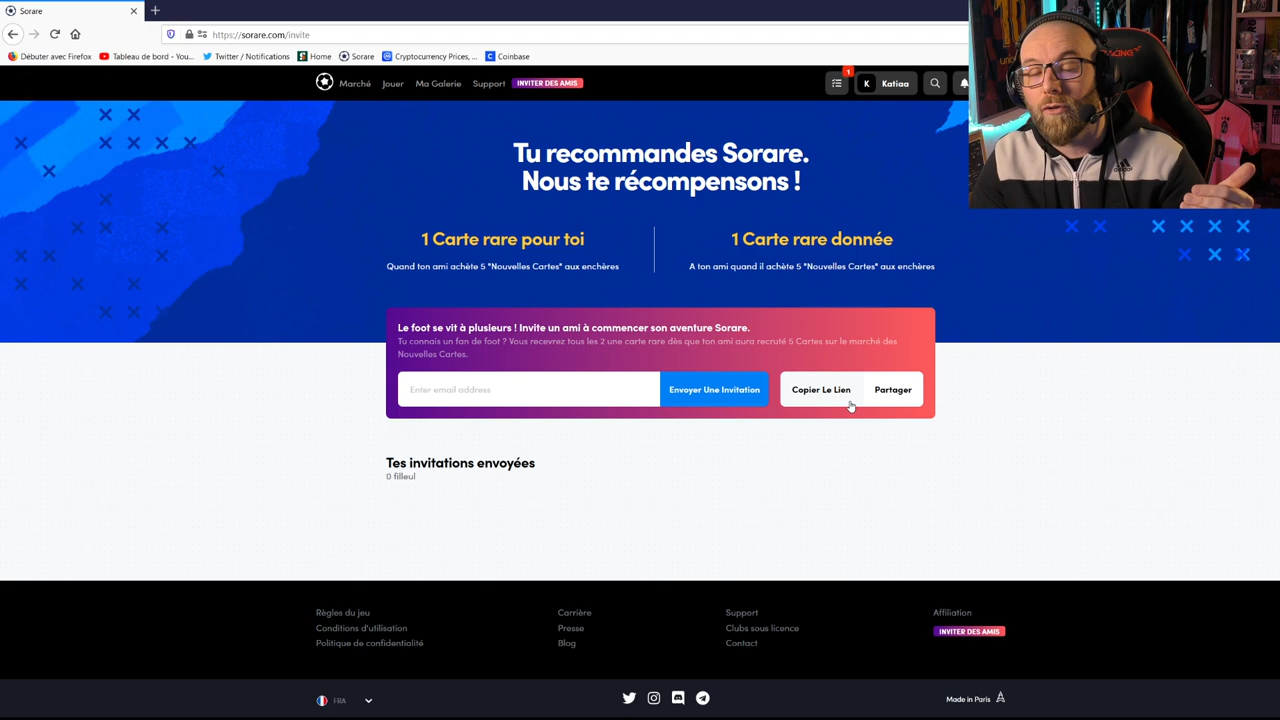 Sorare
https://sorare.com/invite
Débuter avec Firefox
Tableau de bord - You...
Twitter / Notifications
Home
Sorare
Cryptocurrency Prices, ...
Coinbase
Marché
Jouer
Ma Galerie
Support
INVITER DES AMIS
1
K
Katiaa
Tu recommandes Sorare.
Nous te récompensons !
1 Carte rare pour toi
Quand ton ami achète 5 "Nouvelles Cartes" aux enchères
1 Carte rare donnée
A ton ami quand il achète 5 "Nouvelles Cartes" aux enchères
Le foot se vit à plusieurs ! Invite un ami à commencer son aventure Sorare.
Tu connais un fan de foot ? Vous recevrez tous les 2 une carte rare dès que ton ami aura recruté 5 Cartes sur le marché des
Nouvelles Cartes.
Enter email address
Envoyer Une Invitation
Copier Le Lien
Partager
Tes invitations envoyées
0 filleul
Règles du jeu
Conditions d'utilisation
Politique de confidentialité
Carrière
Presse
Blog
Support
Clubs sous licence
Contact
Affiliation
INVITER DES AMIS
FRA
Made in Paris